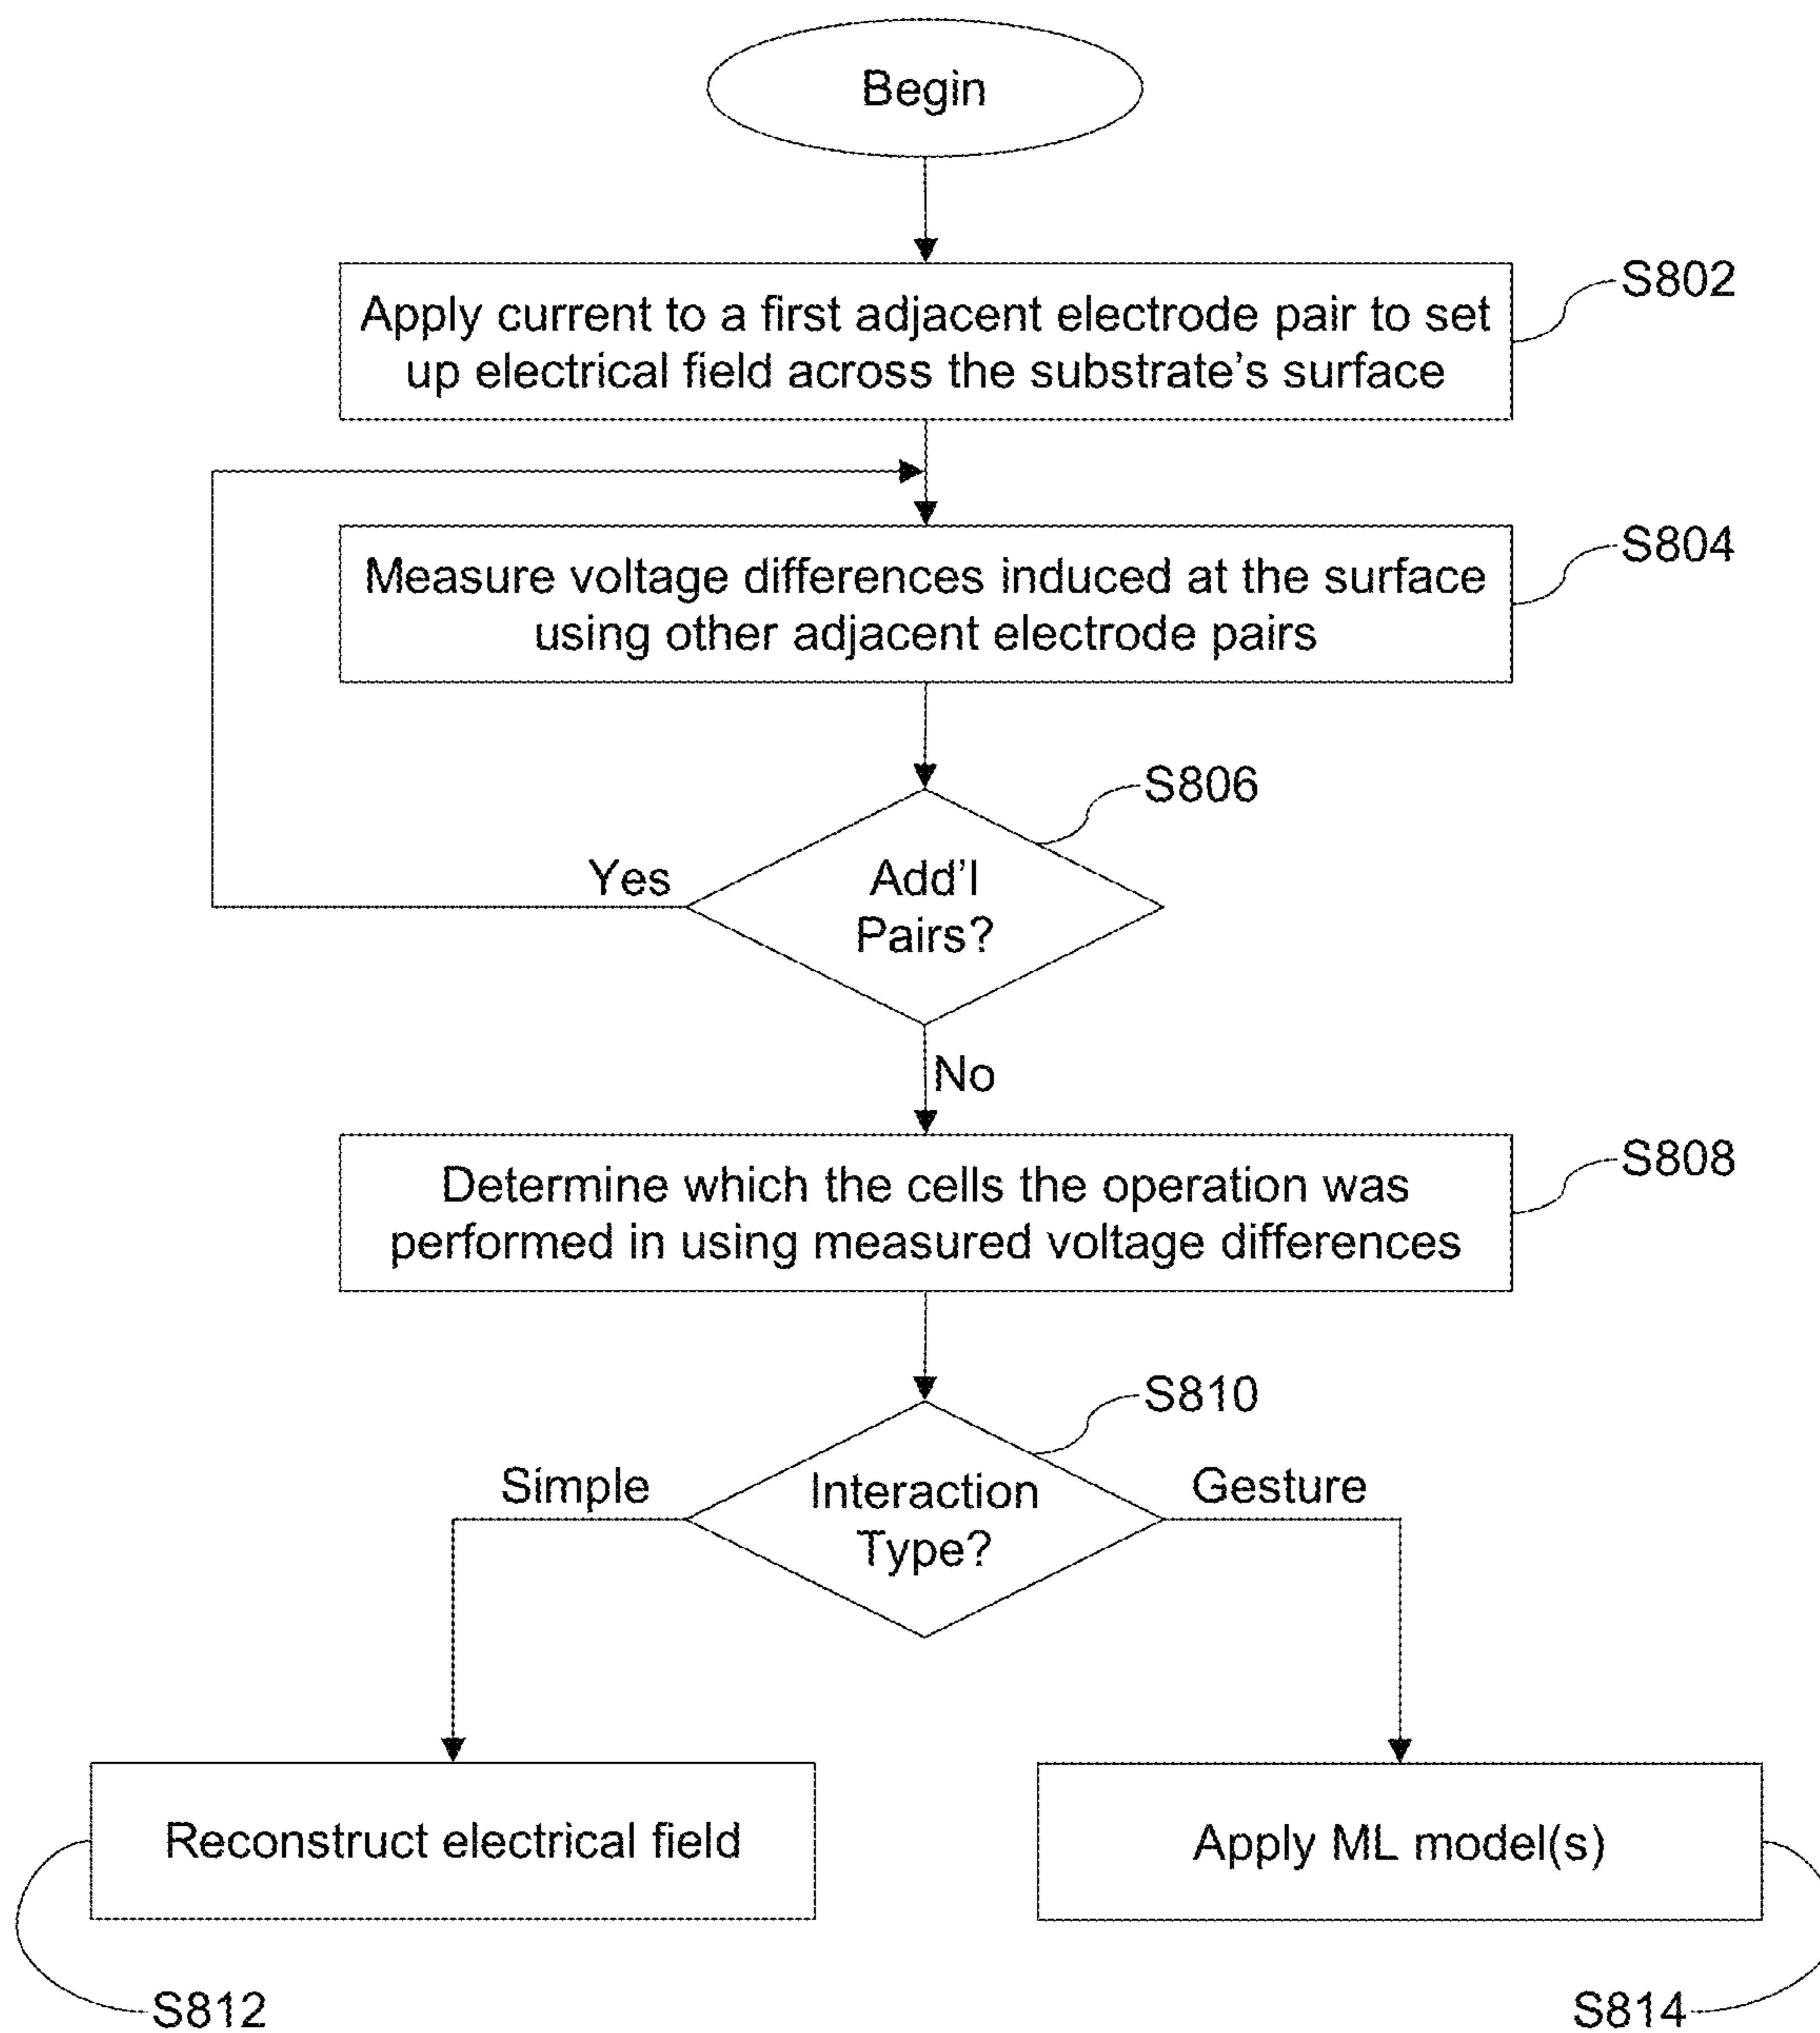 Begin
S802
Apply current to a first adjacent electrode pair to set
up electrical field across the substrate's surface
S804
Measure voltage differences induced at the surface
using other adjacent electrode pairs
S806
Yes
Add'l
Pairs?
No
S808
Determine which the cells the operation was
performed in using measured voltage differences
S810
Simple
Interaction
Type?
Gesture
Reconstruct electrical field
Apply ML model(s)
S812
S814